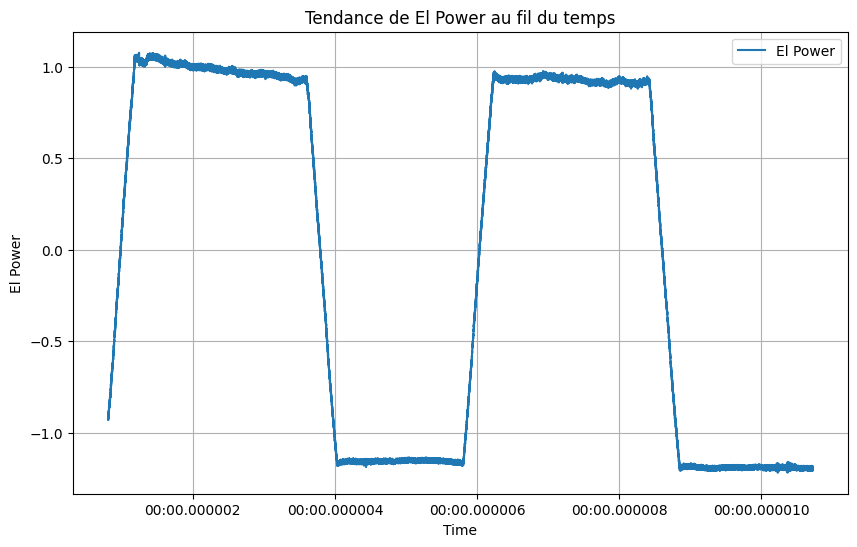 Tendance de El Power au fil du temps
El Power
1.0
0.5
0.0
−0.5
−1.0
El Power
00:00.000002
00:00.000004
00:00.000006
00:00.000008
00:00.000010
Time